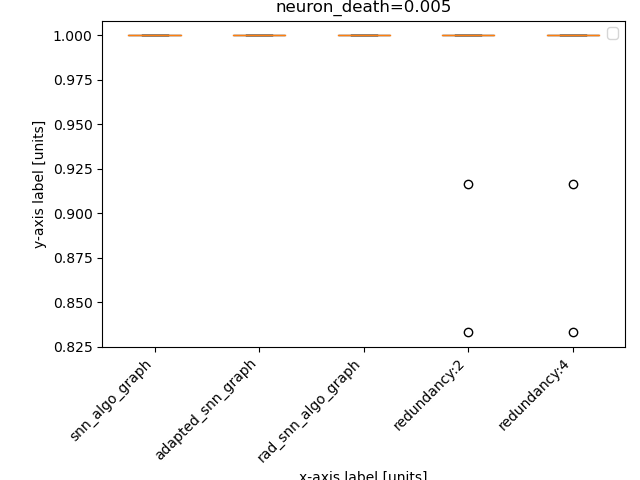 neuron_death=0.005
1.000
0.975
0.950
0.925
0.900
0.875
0.850
0.825
y-axis label [units]
snn_algo_graph
adapted_snn_graph
rad_snn_algo_graph
redundancy:2
redundancy:4
x-axis label [units]